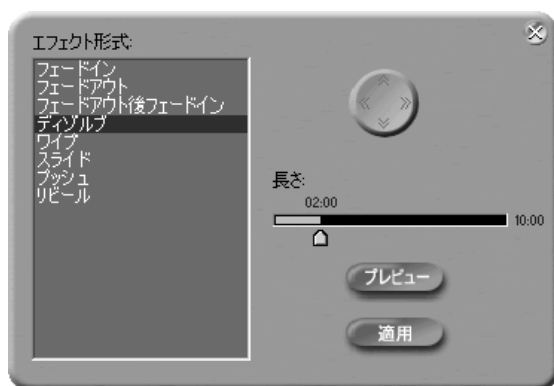 エフェクト形式:
フェードイン
フェードアウト
フェードアウト後フェードイン
ディゾルブ
ワイプ
スライド
プッシュ
リビール
長さ:
02:00
10:00
プレビュー
適用